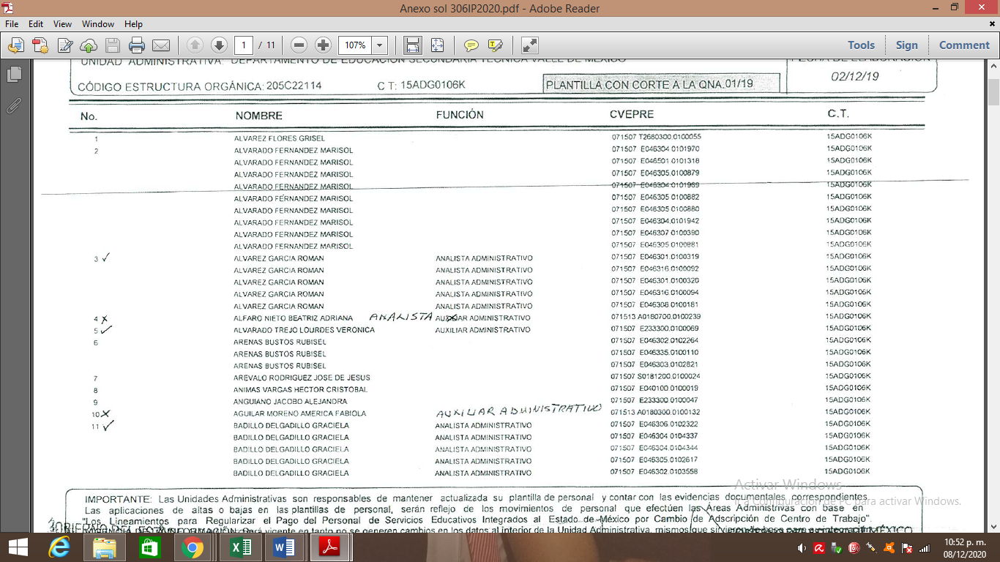 Anexo sol 306IP2020.pdf - Adobe Reader
File Edit View Window Help
1 / 11 107% Tools Sign Comment
UNIDAD ADMINISTRATIVA: DEPARTAMENTO DE EDUCACIÓN SECUNDARIA TÉCNICA VALLE DE MÉXICO
FECHA DE ELABORACIÓN
02/12/19
CÓDIGO ESTRUCTURA ORGÁNICA: 205C22114 C T: 15ADG0106K PLANTILLA CON CORTE A LA QNA.01/19
No. NOMBRE FUNCIÓN CVEPRE C.T.
1 ALVAREZ FLORES GRISEL 071507 T2680300.0100055 15ADG0106K
2 ALVARADO FERNANDEZ MARISOL 071507 E046304.0101970 15ADG0106K
ALVARADO FERNANDEZ MARISOL 071507 E046501.0101318 15ADG0106K
ALVARADO FERNANDEZ MARISOL 071507 E046305.0100879 15ADG0106K
ALVARADO FERNANDEZ MARISOL 071507 E046304.0101969 15ADG0106K
ALVARADO FERNANDEZ MARISOL 071507 E046305.0100882 15ADG0106K
ALVARADO FERNANDEZ MARISOL 071507 E046305.0100880 15ADG0106K
ALVARADO FERNANDEZ MARISOL 071507 E046304.0101942 15ADG0106K
ALVARADO FERNANDEZ MARISOL 071507 E046307.0100390 15ADG0106K
ALVARADO FERNANDEZ MARISOL 071507 E046305.0100881 15ADG0106K
3 ✓ ALVAREZ GARCIA ROMAN ANALISTA ADMINISTRATIVO 071507 E046301.0100319 15ADG0106K
ALVAREZ GARCIA ROMAN ANALISTA ADMINISTRATIVO 071507 E046316.0100092 15ADG0106K
ALVAREZ GARCIA ROMAN ANALISTA ADMINISTRATIVO 071507 E046301.0100320 15ADG0106K
ALVAREZ GARCIA ROMAN ANALISTA ADMINISTRATIVO 071507 E046316.0100094 15ADG0106K
ALVAREZ GARCIA ROMAN ANALISTA ADMINISTRATIVO 071507 E046308.0100181 15ADG0106K
4 x ALFARO NIETO BEATRIZ ADRIANA ANALISTA AUXILIAR ADMINISTRATIVO 071513 A0180700.0100239 15ADG0106K
5 ✓ ALVARADO TREJO LOURDES VERONICA AUXILIAR ADMINISTRATIVO 071507 E233300.0100069 15ADG0106K
6 ARENAS BUSTOS RUBISEL 071507 E046302.0102264 15ADG0106K
ARENAS BUSTOS RUBISEL 071507 E046335.0100110 15ADG0106K
ARENAS BUSTOS RUBISEL 071507 E046303.0102821 15ADG0106K
7 AREVALO RODRIGUEZ JOSE DE JESUS 071507 S0181200.0100024 15ADG0106K
8 ANIMAS VARGAS HECTOR CRISTOBAL 071507 E040100.0100019 15ADG0106K
9 ANGUIANO JACOBO ALEJANDRA 071507 E233300.0100047 15ADG0106K
10 x AGUILAR MORENO AMERICA FABIOLA AUXILIAR ADMINISTRATIVO 071513 A0180300.0100132 15ADG0106K
11 ✓ BADILLO DELGADILLO GRACIELA ANALISTA ADMINISTRATIVO 071507 E046306.0102322 15ADG0106K
BADILLO DELGADILLO GRACIELA ANALISTA ADMINISTRATIVO 071507 E046304.0104337 15ADG0106K
BADILLO DELGADILLO GRACIELA ANALISTA ADMINISTRATIVO 071507 E046304.0104344 15ADG0106K
BADILLO DELGADILLO GRACIELA ANALISTA ADMINISTRATIVO 071507 E046305.0102617 15ADG0106K
BADILLO DELGADILLO GRACIELA ANALISTA ADMINISTRATIVO 071507 E046302.0103558 15ADG0106K
Activar Windows
Ir a Configuración de PC para activar Windows.
IMPORTANTE: Las Unidades Administrativas son responsables de mantener actualizada su plantilla de personal y contar con las evidencias documentales correspondientes.
Las aplicaciones de altas o bajas en las plantillas de personal, serán reflejo de los movimientos de personal que efectúen las Áreas Administrativas con base en
"Los Lineamientos para Regularizar el Pago del Personal de Servicios Educativos Integrados al Estado de México por Cambio de Adscripción de Centro de Trabajo".
vigente en tanto no se generen cambios en los datos al interior de la Unidad Administrativa, mismos que
GOBIERNO DEL MÉXICO
10:52 p. m.
08/12/2020